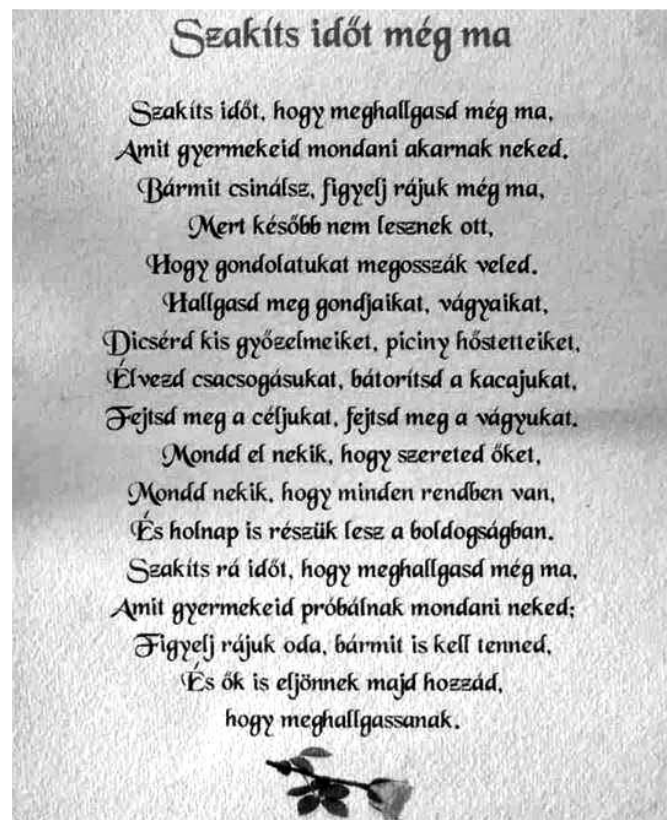 Szakíts időt még ma
Szakíts időt, hogy meghallgasd még ma,
Amit gyermekeid mondani akarnak neked.
Bármit csinálsz, figyelj rájuk még ma,
Mert később nem lesznek ott,
Hogy gondolatukat megosszák veled.
Hallgasd meg gondjaikat, vágyaikat,
Dicsérd kis győzelmeiket, piciny hőstetteiket,
Élvezd csacsogásukat, bátorítsd a kacajukat,
Fejtsd meg a céljukat, fejtsd meg a vágyukat.
Mondd el nekik, hogy szereted őket,
Mondd nekik, hogy minden rendben van,
És holnap is részük lesz a boldogságban.
Szakíts rá időt, hogy meghallgasd még ma,
Amit gyermekeid próbálnak mondani neked;
Figyelj rájuk oda, bármit is kell tenned,
És ők is eljönnek majd hozzád,
hogy meghallgassanak.